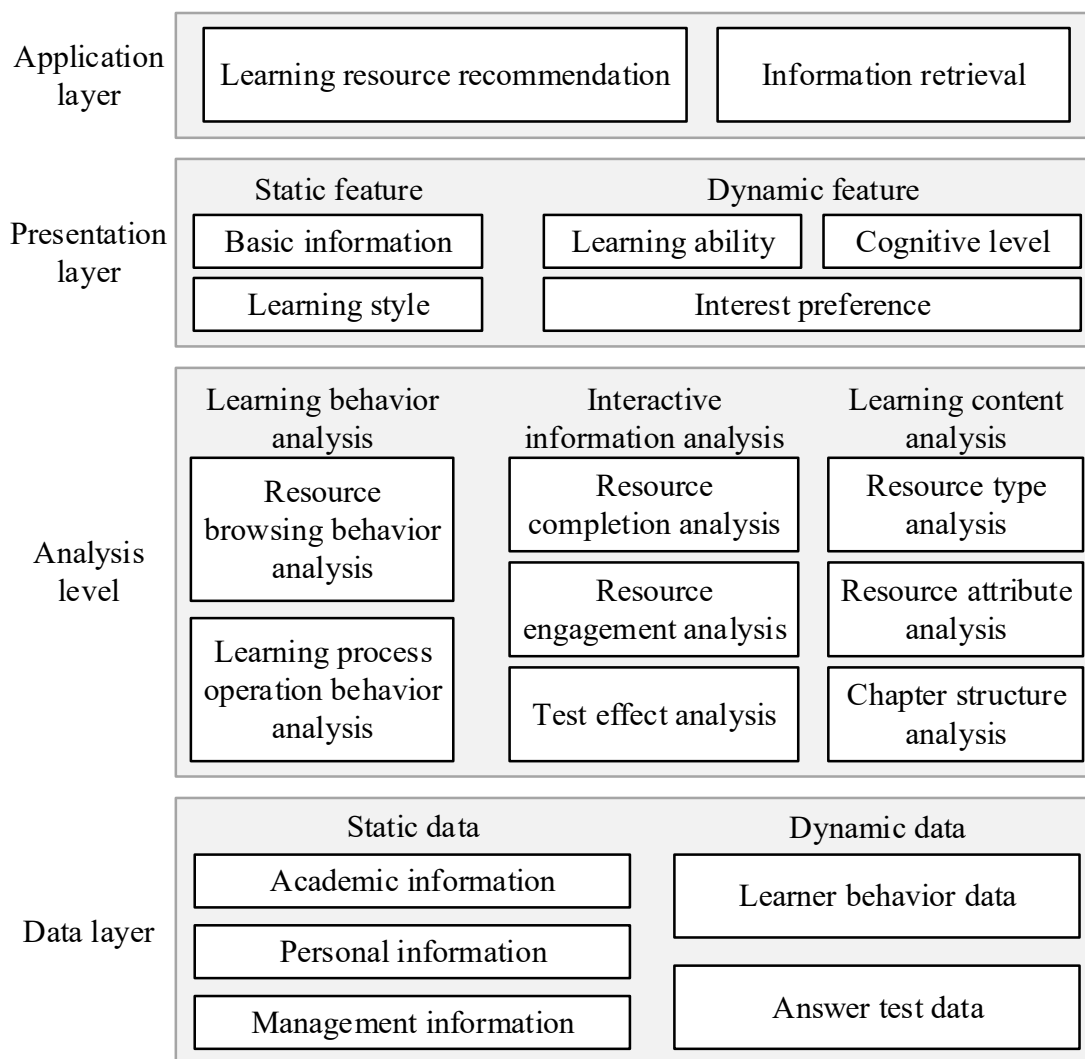 Application
layer
Learning resource recommendation
Information retrieval
Presentation
layer
Static feature
Basic information
Learning style
Dynamic feature
Learning ability
Cognitive level
Interest preference
Analysis
level
Learning behavior
analysis
Resource
browsing behavior
analysis
Learning process
operation behavior
analysis
Interactive
information analysis
Resource
completion analysis
Resource
engagement analysis
Test effect analysis
Learning content
analysis
Resource type
analysis
Resource attribute
analysis
Chapter structure
analysis
Data layer
Static data
Academic information
Personal information
Management information
Dynamic data
Learner behavior data
Answer test data